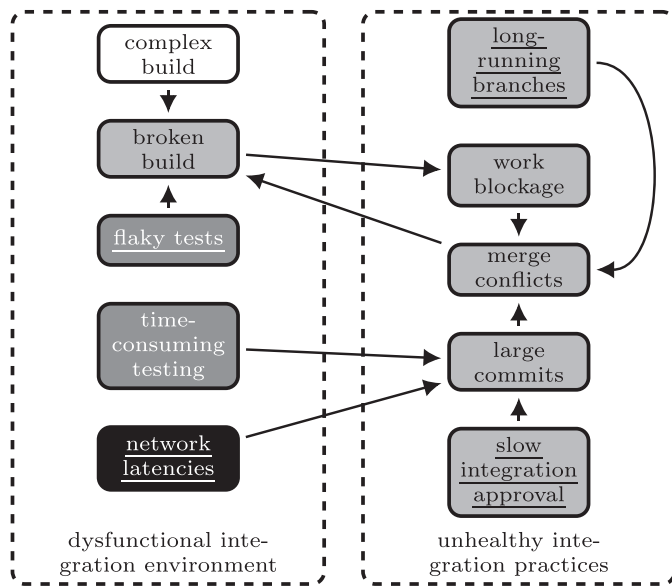 complex
build
broken
build
flaky tests
time-
consuming
testing
network
latencies
dysfunctional inte-
gration environment
long-
running
branches
work
blockage
merge
conflicts
large
commits
slow
integration
approval
unhealthy inte-
gration practices